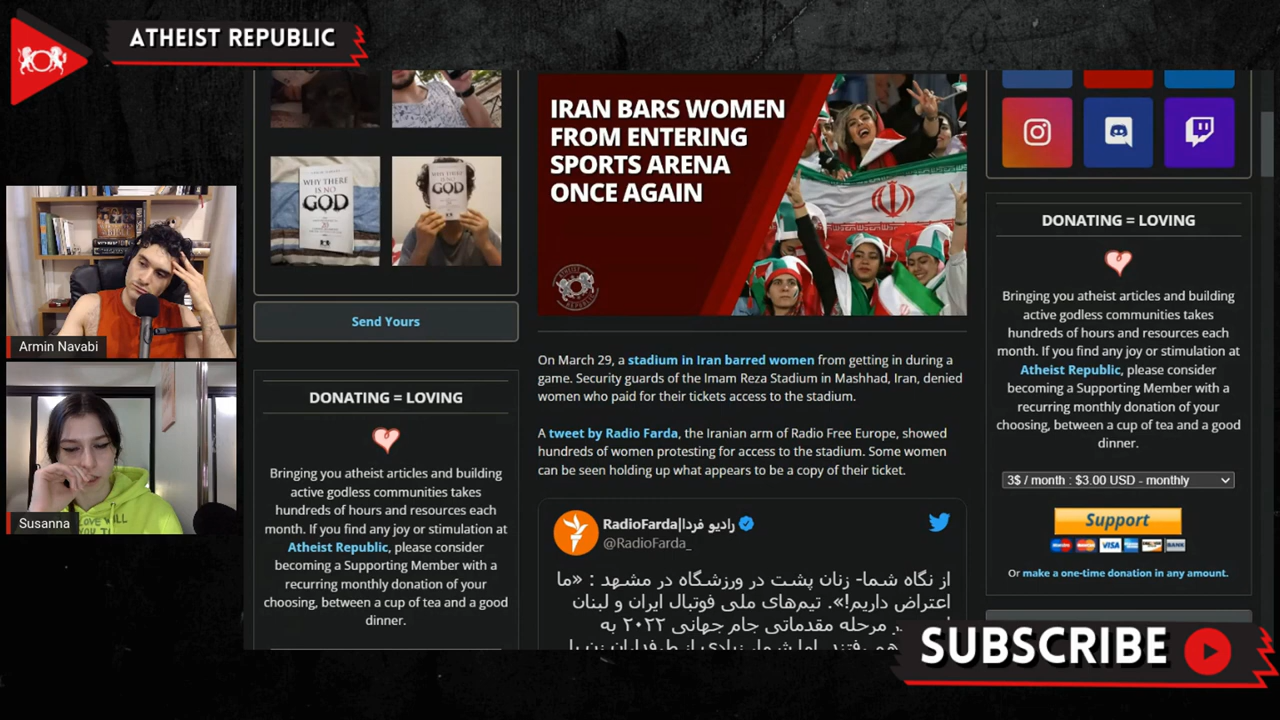 ATHEIST REPUBLIC
Armin Navabi
Susanna
WHY THERE
IS NO
GOD
GOD
Send Yours
DONATING = LOVING
Bringing you atheist articles and building
active godless communities takes
hundreds of hours and resources each
month. If you find any joy or stimulation at
Atheist Republic, please consider
becoming a Supporting Member with a
recurring monthly donation of your
choosing, between a cup of tea and a good
dinner.
IRAN BARS WOMEN
FROM ENTERING
SPORTS ARENA
ONCE AGAIN
On March 29, a stadium in Iran barred women from getting in during a
game. Security guards of the Imam Reza Stadium in Mashhad, Iran, denied
women who paid for their tickets access to the stadium.
A tweet by Radio Farda, the Iranian arm of Radio Free Europe, showed
hundreds of women protesting for access to the stadium. Some women
can be seen holding up what appears to be a copy of their ticket.
RadioFarda|راديو فردا
@RadioFarda_
از نگاه شما- زنان پشت در ورزشگاه در مشهد : «ما
اعتراض داریم!». تیم‌های ملی فوتبال ایران و لبنان
مرحله مقدماتی جام جهانی ۲۰۲۲ به
DONATING = LOVING
Bringing you atheist articles and building
active godless communities takes
hundreds of hours and resources each
month. If you find any joy or stimulation at
Atheist Republic, please consider
becoming a Supporting Member with a
recurring monthly donation of your
choosing, between a cup of tea and a good
dinner.
3$ / month : $3.00 USD - monthly
Support
VISA
BANK
Or make a one-time donation in any amount.
SUBSCRIBE